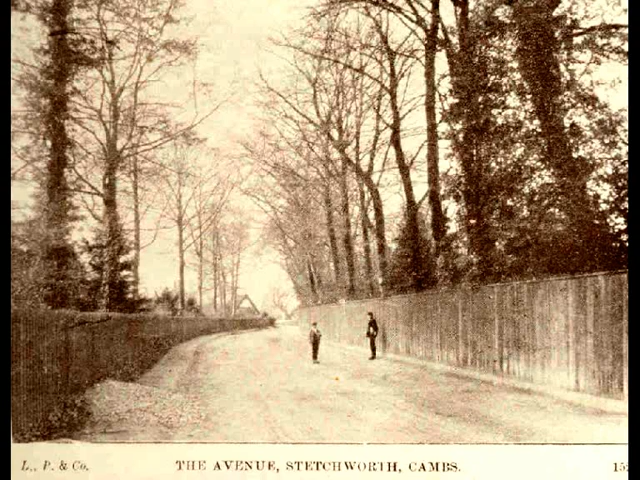 L., P. & Co. THE AVENUE, STETCHWORTH, CAMBS. 15